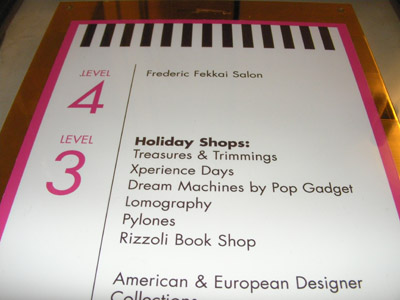 LEVEL
4
Frederic Fekkai Salon
LEVEL
3
Holiday Shops:
Treasures & Trimmings
Xperience Days
Dream Machines by Pop Gadget
Lomography
Pylones
Rizzoli Book Shop
American & European Designer
Collections